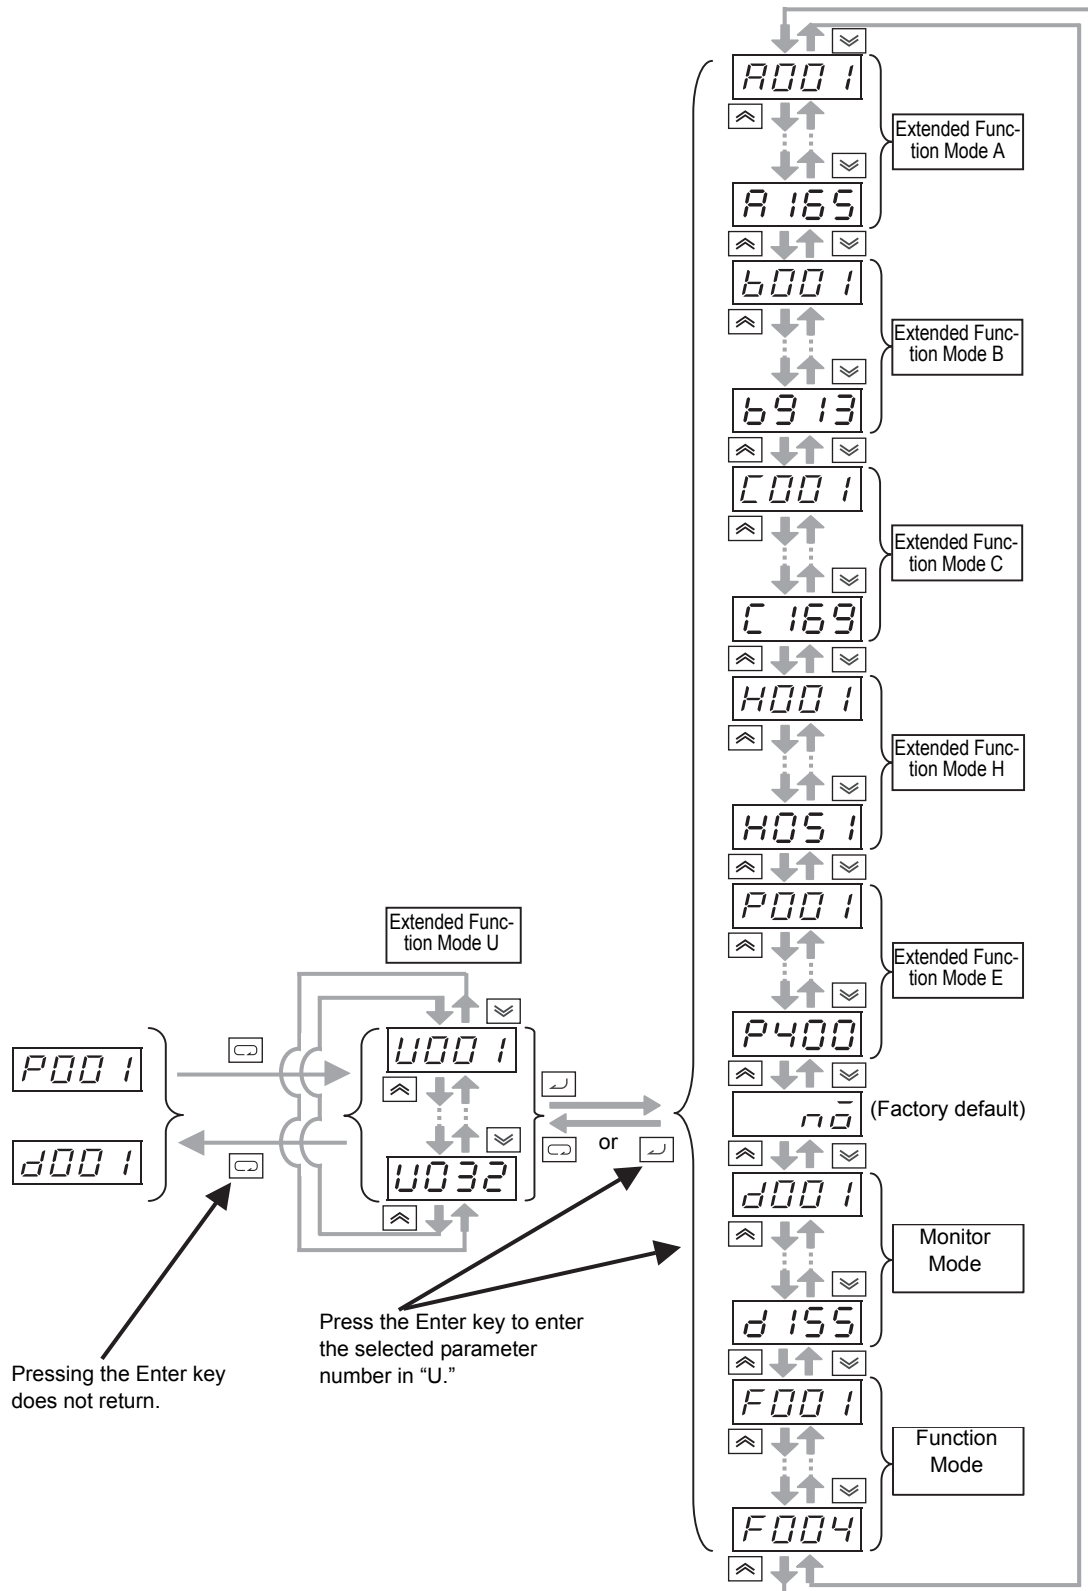 A001
Extended Func-
tion Mode A
A165
b001
Extended Func-
tion Mode B
b913
C001
Extended Func-
tion Mode C
C169
H001
Extended Func-
tion Mode H
H051
P001
Extended Func-
tion Mode E
P400
nō
(Factory default)
d001
Monitor
Mode
d155
F001
Function
Mode
F004
Extended Func-
tion Mode U
U001
U032
or
P001
d001
Press the Enter key to enter
the selected parameter
number in “U.”
Pressing the Enter key
does not return.